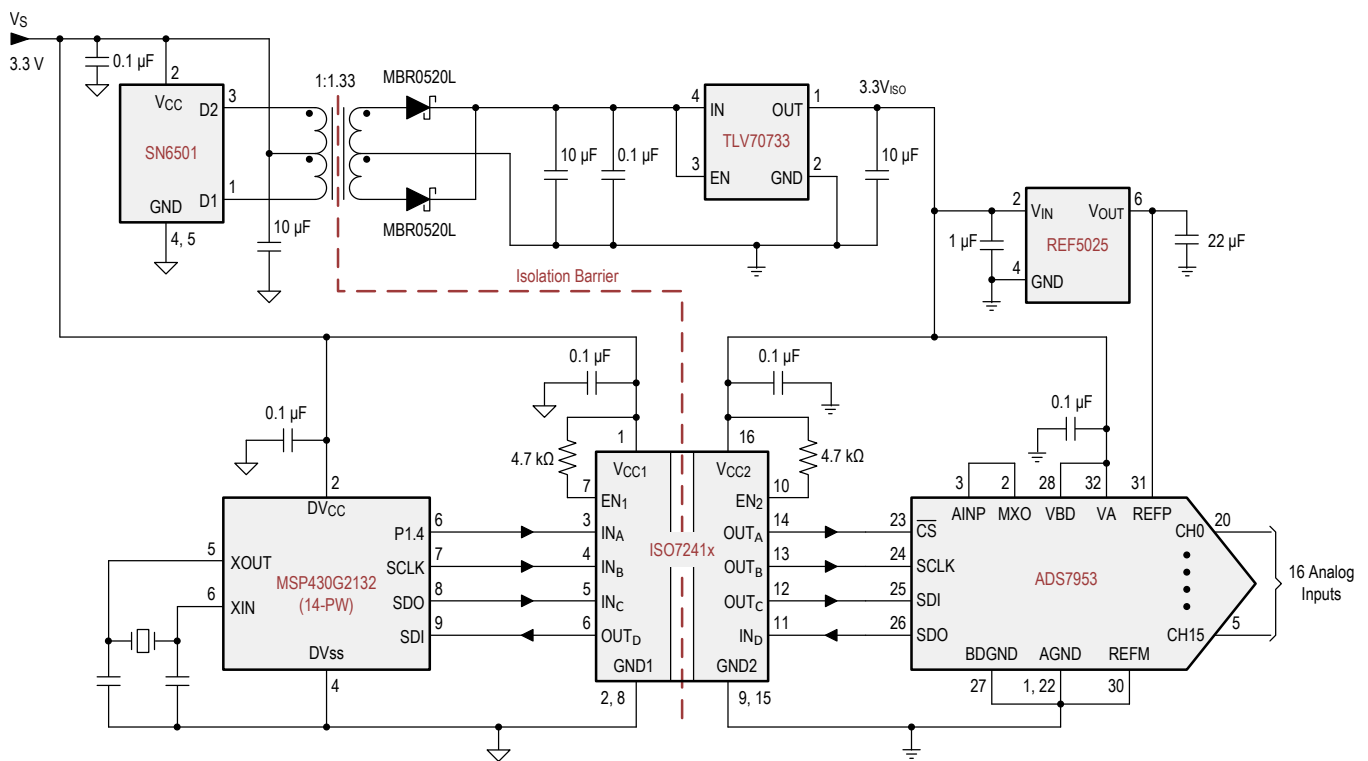 VS
3.3 V
0.1 µF
2
VCC
D2
3
SN6501
D1
1
GND
4, 5
10 µF
1:1.33
MBR0520L
MBR0520L
10 µF
0.1 µF
4
IN
OUT
1
TLV70733
3
EN
GND
2
3.3VISO
10 µF
2
VIN
VOUT
6
REF5025
1 µF
4
GND
22 µF
Isolation Barrier
0.1 µF
0.1 µF
0.1 µF
0.1 µF
4.7 kΩ
4.7 kΩ
2
DVCC
5
XOUT
6
XIN
MSP430G2132
(14-PW)
P1.4
6
SCLK
7
SDO
8
SDI
9
DVSS
4
1
VCC1
7
EN1
3
INA
4
INB
5
INC
6
OUTD
GND1
2, 8
ISO7241x
16
VCC2
10
EN2
14
OUTA
13
OUTB
12
OUTC
11
IND
GND2
9, 15
3
2
28
32
31
AINP
MXO
VBD
VA
REFP
23
CS
24
SCLK
25
SDI
26
SDO
ADS7953
CH0
20
CH15
5
16 Analog
Inputs
BDGND
AGND
REFM
27
1, 22
30